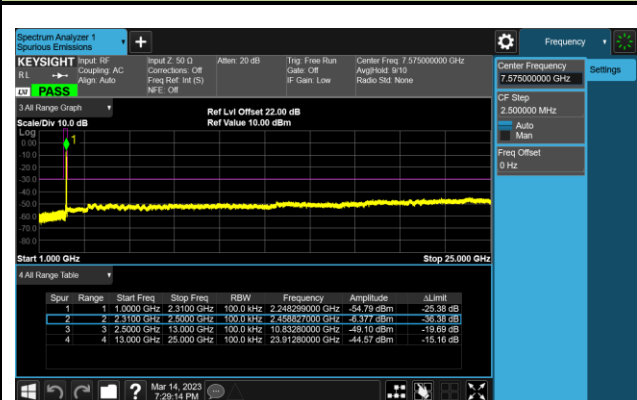 Spectrum Analyzer 1
Spurious Emissions
Frequency
KEYSIGHT Input: RF Input Z: 50 Ω Atten: 20 dB Trig: Free Run Center Freq: 7.575000000 GHz
RL Coupling: AC Corrections: Off Gate: Off Avg|Hold: 9/10
Align: Auto Freq Ref: Int (S) IF Gain: Low Radio Std: None
NFE: Off
LXI PASS
Center Frequency
7.575000000 GHz
Settings
CF Step
2.500000 MHz
Auto
Man
Freq Offset
0 Hz
3 All Range Graph
Ref Lvl Offset 22.00 dB
Scale/Div 10.0 dB Ref Value 10.00 dBm
Log
1
0.00
-10.0
-20.0
-30.0
-40.0
-50.0
-60.0
-70.0
-80.0
Start 1.000 GHz Stop 25.000 GHz
4 All Range Table
Spur Range Start Freq Stop Freq RBW Frequency Amplitude ΔLimit
1 1 1.0000 GHz 2.3100 GHz 100.0 kHz 2.248299000 GHz -54.79 dBm -25.38 dB
2 2 2.3100 GHz 2.5000 GHz 100.0 kHz 2.458827000 GHz -6.377 dBm -36.38 dB
3 3 2.5000 GHz 13.000 GHz 100.0 kHz 10.83280000 GHz -49.10 dBm -19.69 dB
4 4 13.000 GHz 25.000 GHz 100.0 kHz 23.91280000 GHz -44.57 dBm -15.16 dB
Mar 14, 2023
7:29:14 PM